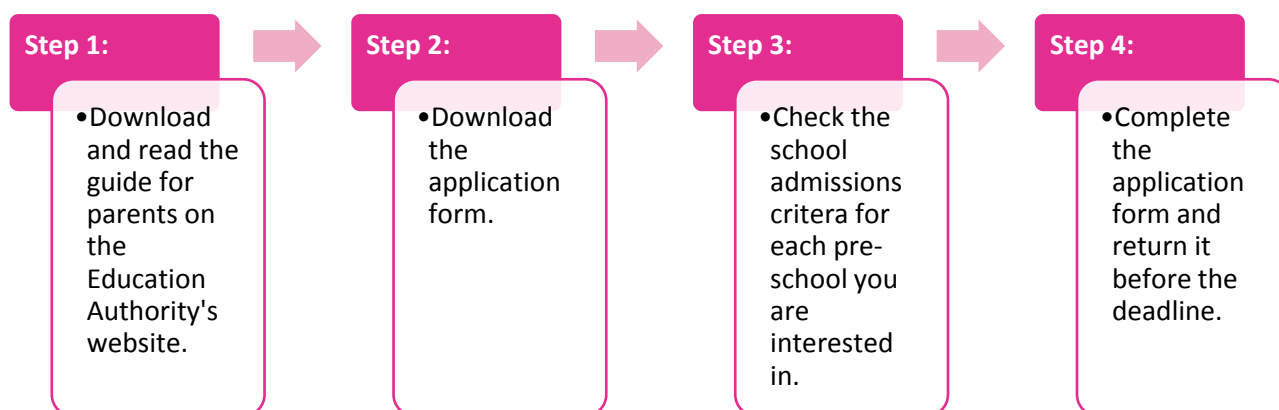 Step 1:
•Download
and read the
guide for
parents on
the
Education
Authority's
website.
Step 2:
•Download
the
application
form.
Step 3:
•Check the
school
admissions
critera for
each pre-
school you
are
interested
in.
Step 4:
•Complete
the
application
form and
return it
before the
deadline.